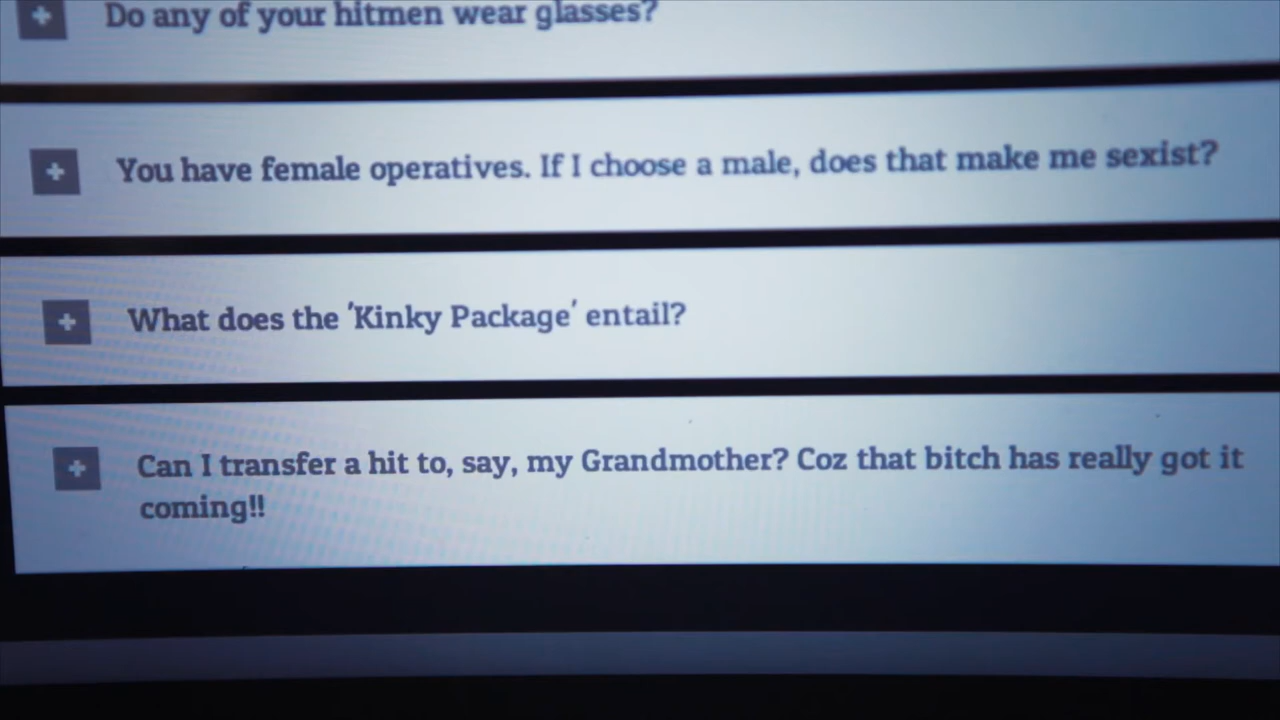 Do any of your hitmen wear glasses?
You have female operatives. If I choose a male, does that make me sexist?
What does the 'Kinky Package' entail?
Can I transfer a hit to, say, my Grandmother? Coz that bitch has really got it
coming!!